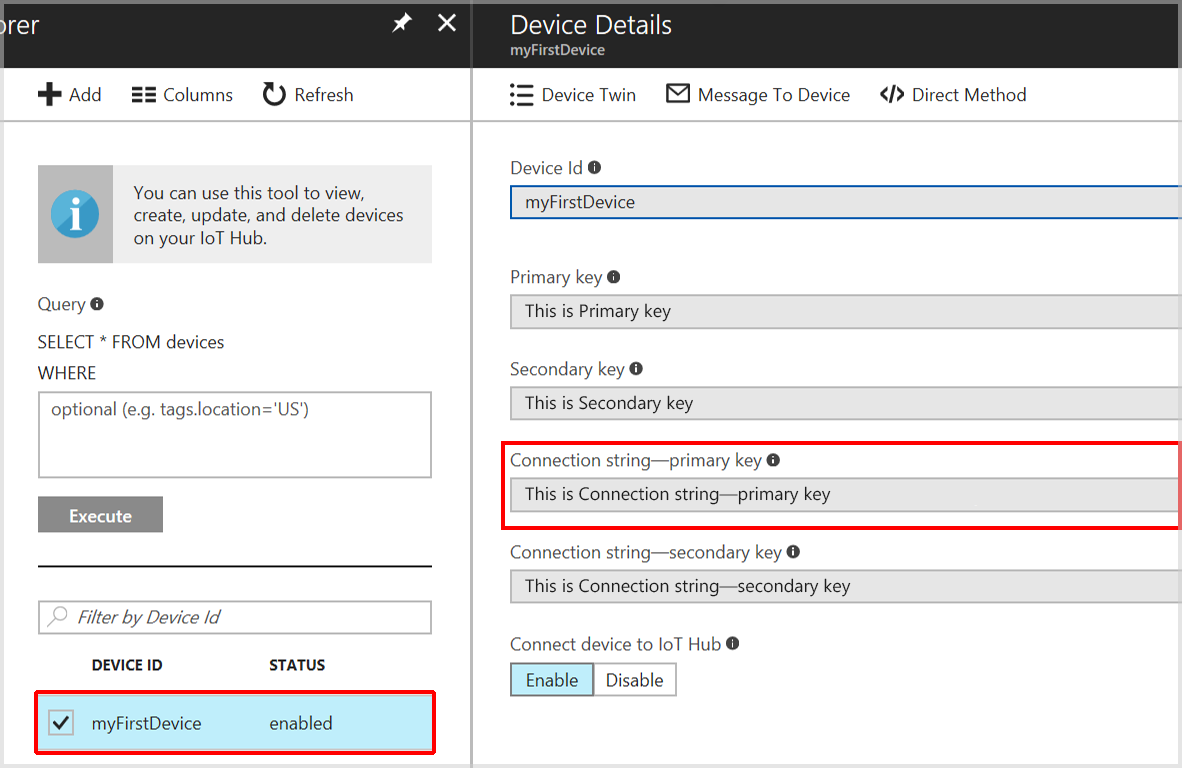 orer
Add
Columns
Refresh
You can use this tool to view,
create, update, and delete devices
on your IoT Hub.
Query
SELECT * FROM devices
WHERE
optional (e.g. tags.location='US')
Execute
Filter by Device Id
DEVICE ID STATUS
myFirstDevice enabled
Device Details
myFirstDevice
Device Twin
Message To Device
Direct Method
Device Id
myFirstDevice
Primary key
This is Primary key
Secondary key
This is Secondary key
Connection string—primary key
This is Connection string—primary key
Connection string—secondary key
This is Connection string—secondary key
Connect device to IoT Hub
Enable Disable